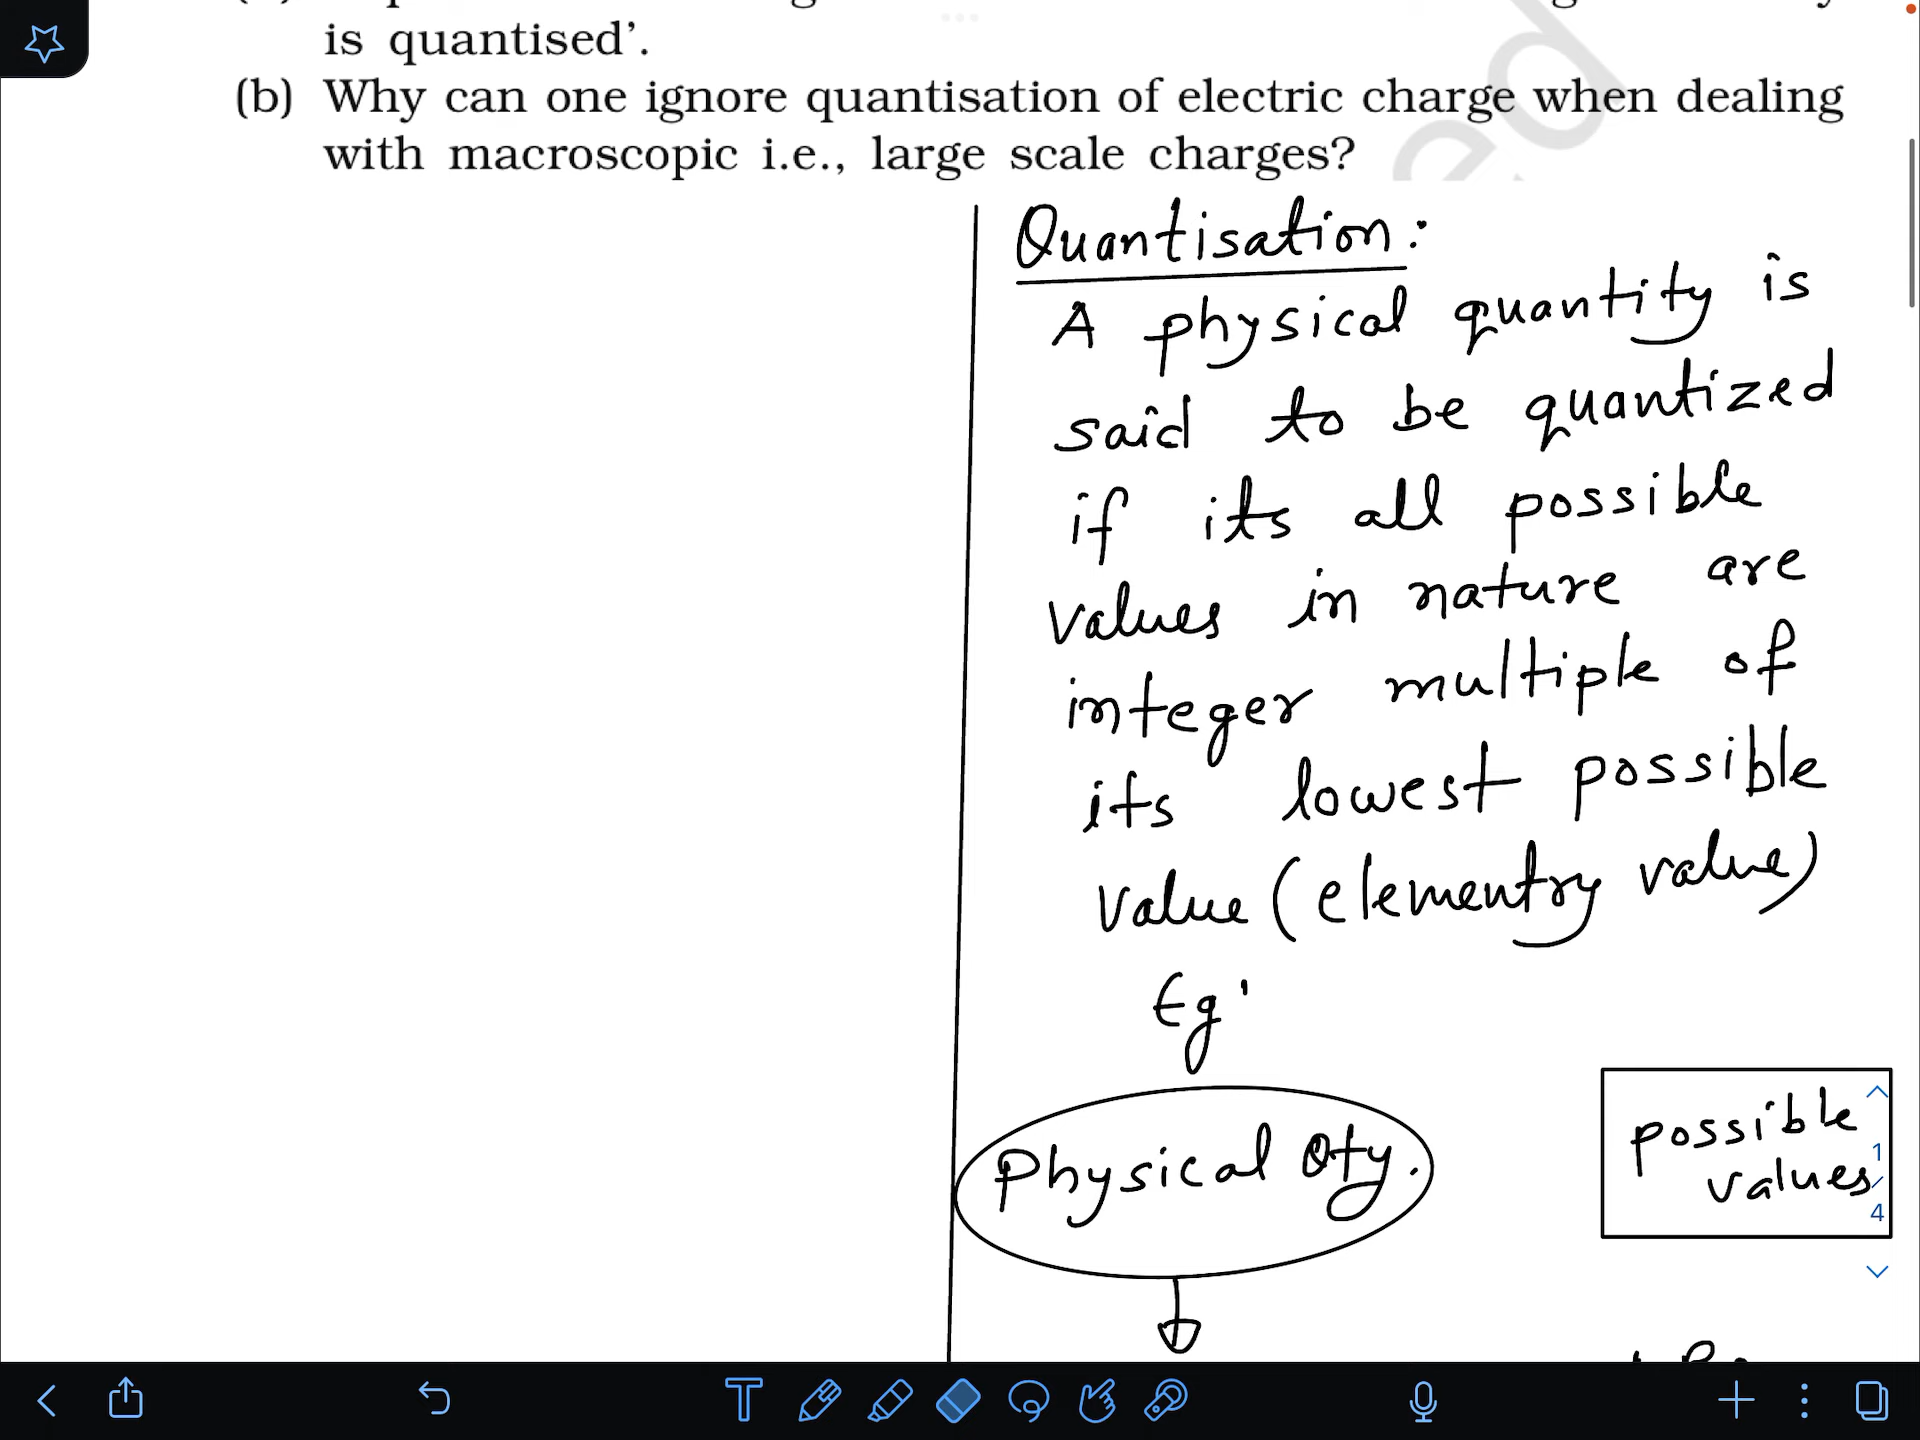 is quantised’.
(b) Why can one ignore quantisation of electric charge when dealing
with macroscopic i.e., large scale charges?
Quantisation:
A physical quantity is
said to be quantized
if its all possible
values in nature are
integer multiple of
its lowest possible
value (elementry value)
Eg'
Physical Qty.
possible
values
1
/
4